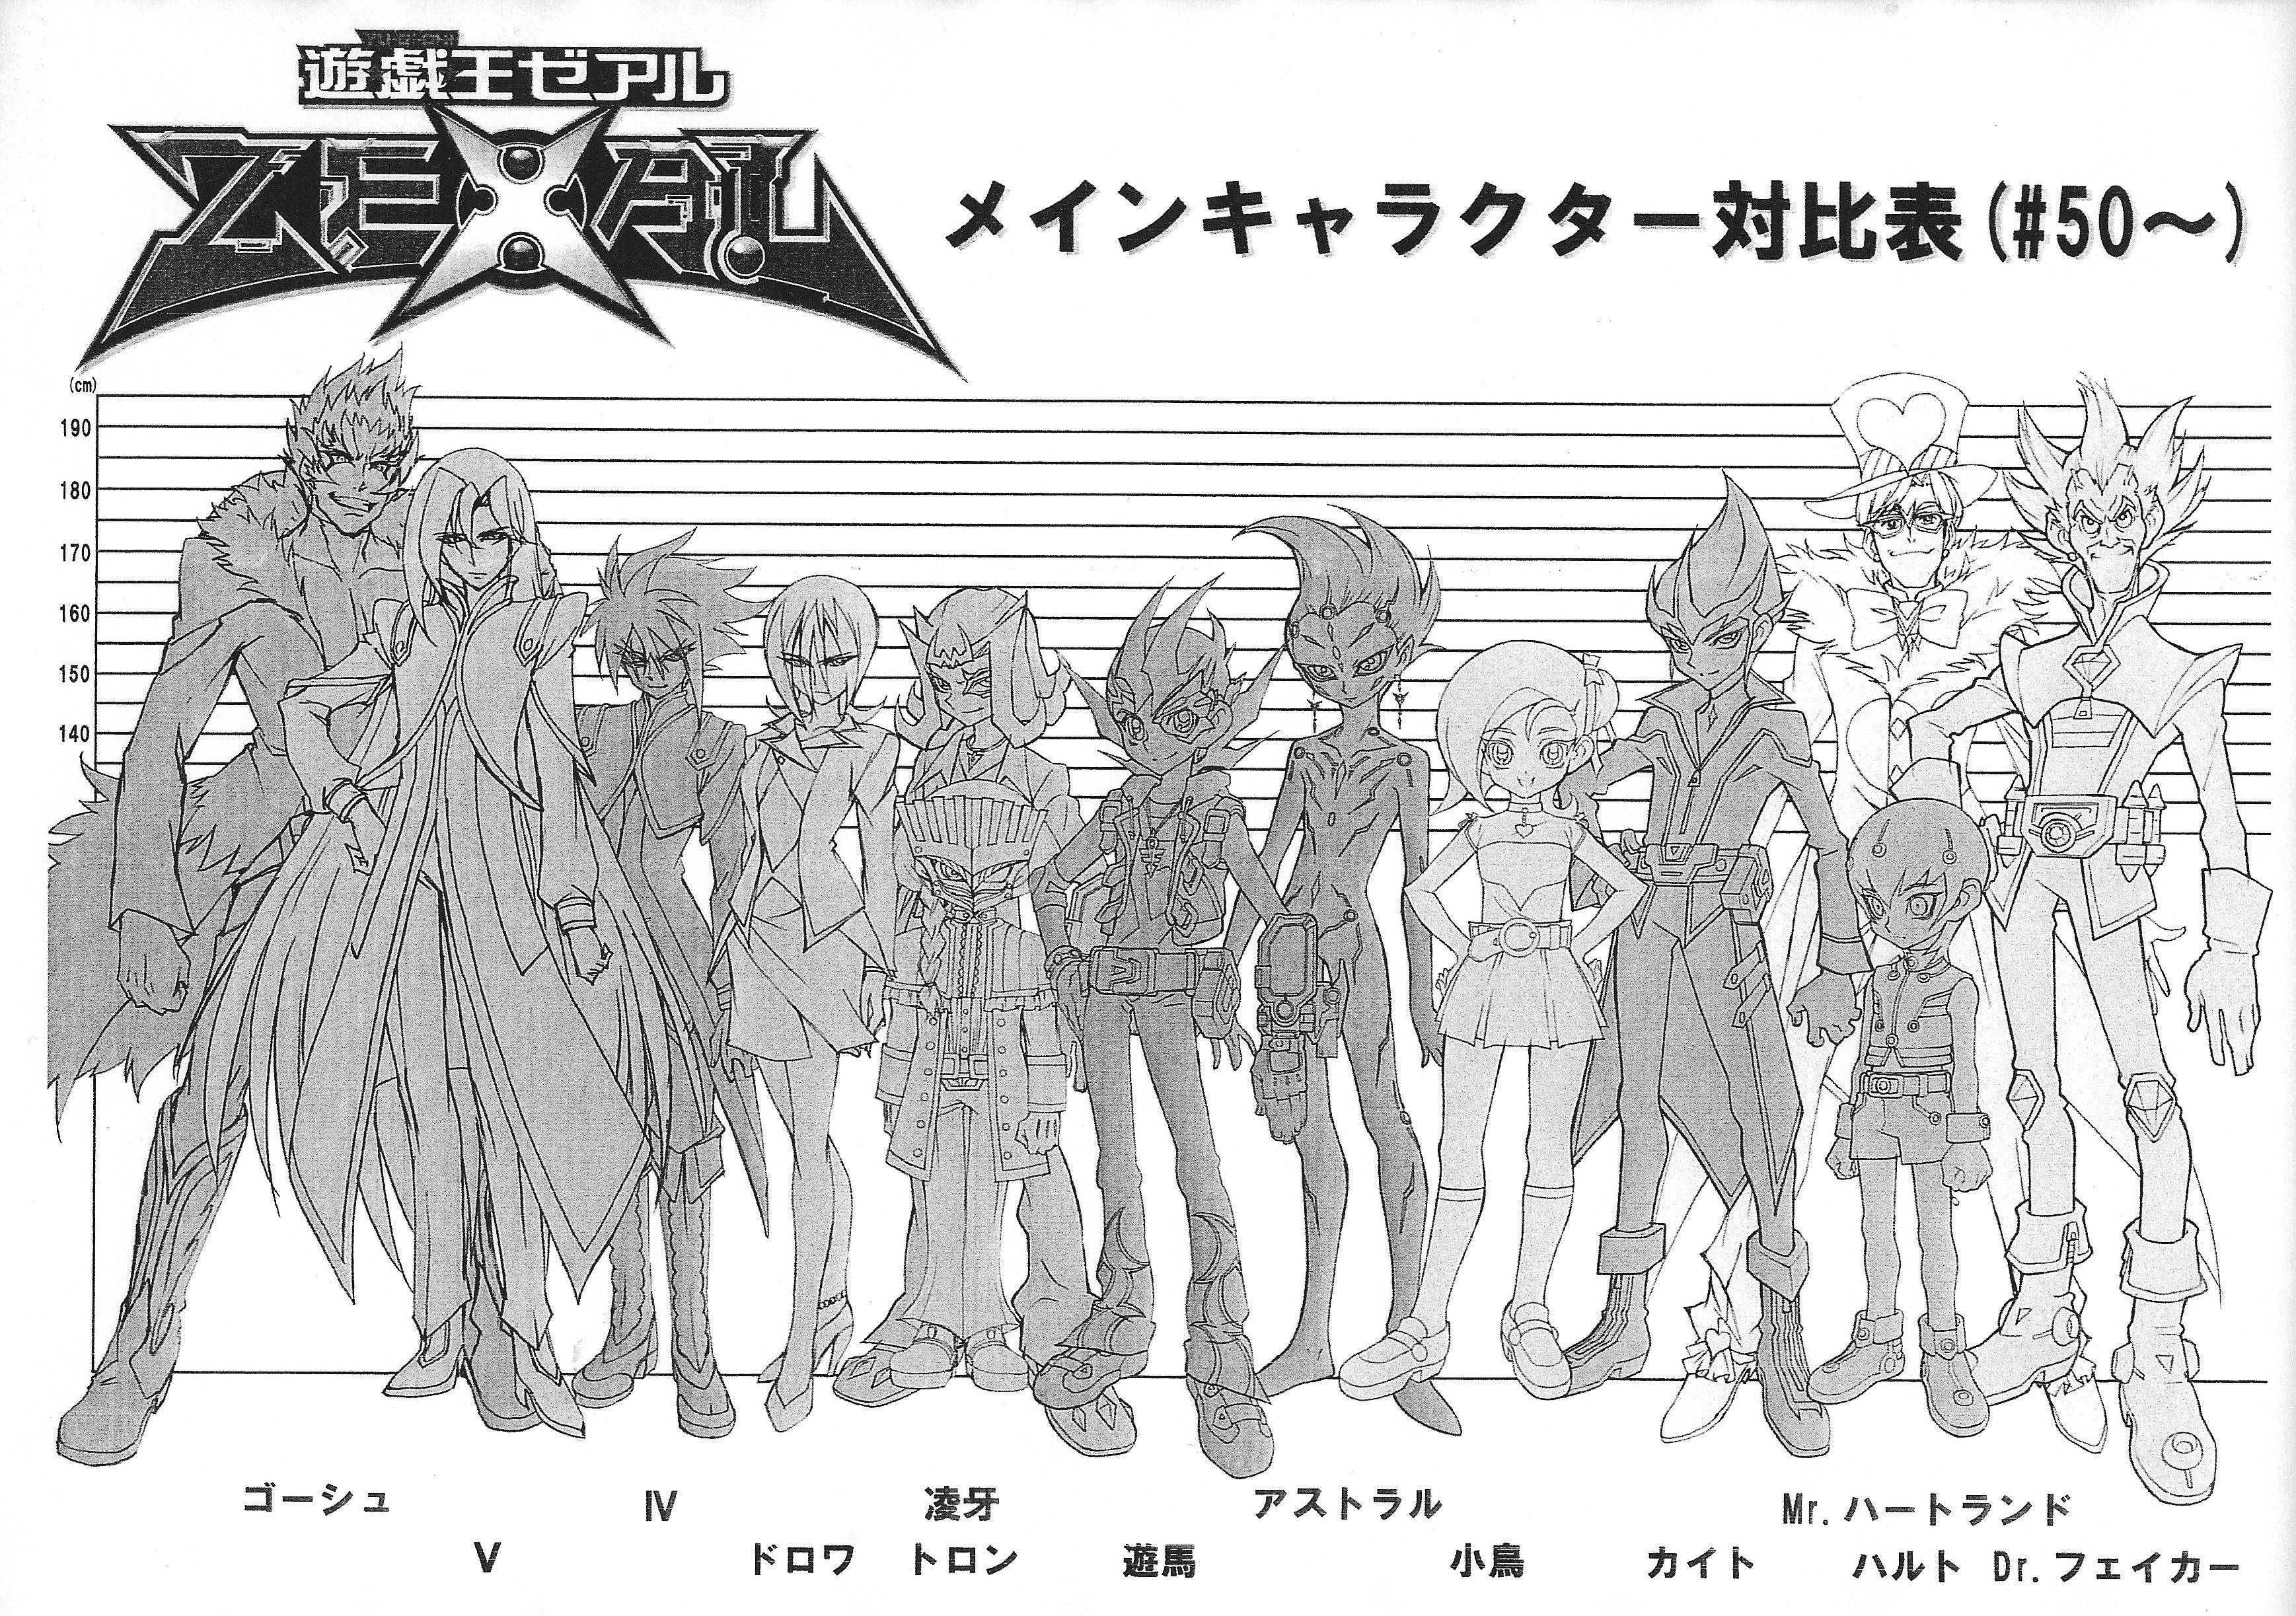 YU-GI-OH!
遊戯王ゼアル
ZEXAL
メインキャラクター対比表(#50～)
(cm)
190
180
170
160
150
140
ゴーシュ
IV
凌牙
アストラル
Mr.ハートランド
V
ドロワ
トロン
遊馬
小鳥
カイト
ハルト
Dr.フェイカー